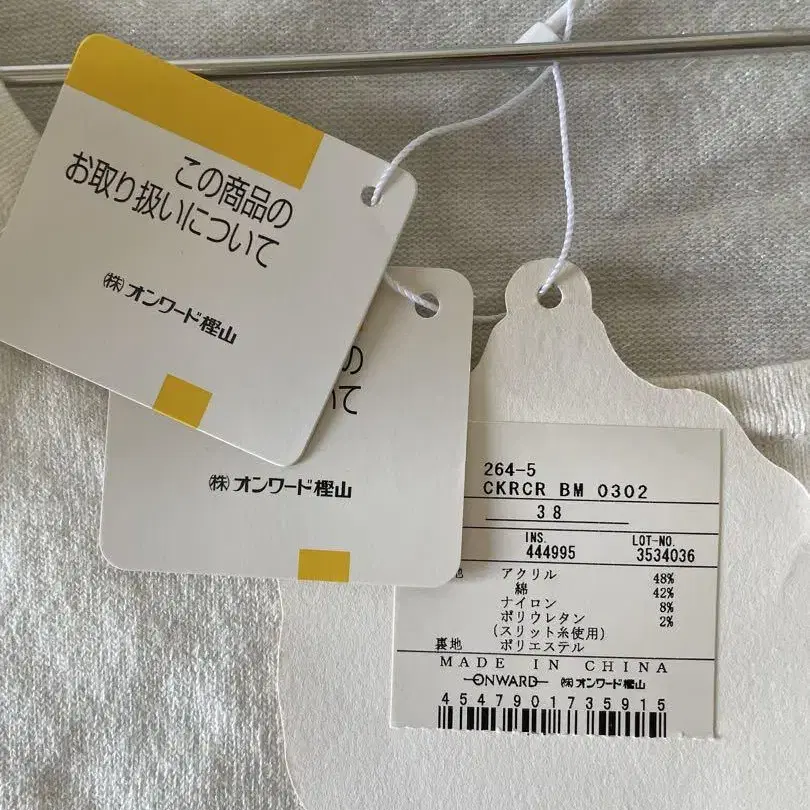 この商品の
お取り扱いについて
㈱オンワード樫山
の
いて
㈱オンワード樫山
264-5
CKRCR BM 0302
38
INS. LOT-NO.
444995 3534036
地 アクリル 48%
綿 42%
ナイロン 8%
ポリウレタン 2%
(スリット糸使用)
裏地 ポリエステル
MADE IN CHINA
ONWARD ㈱オンワード樫山
4547901735915